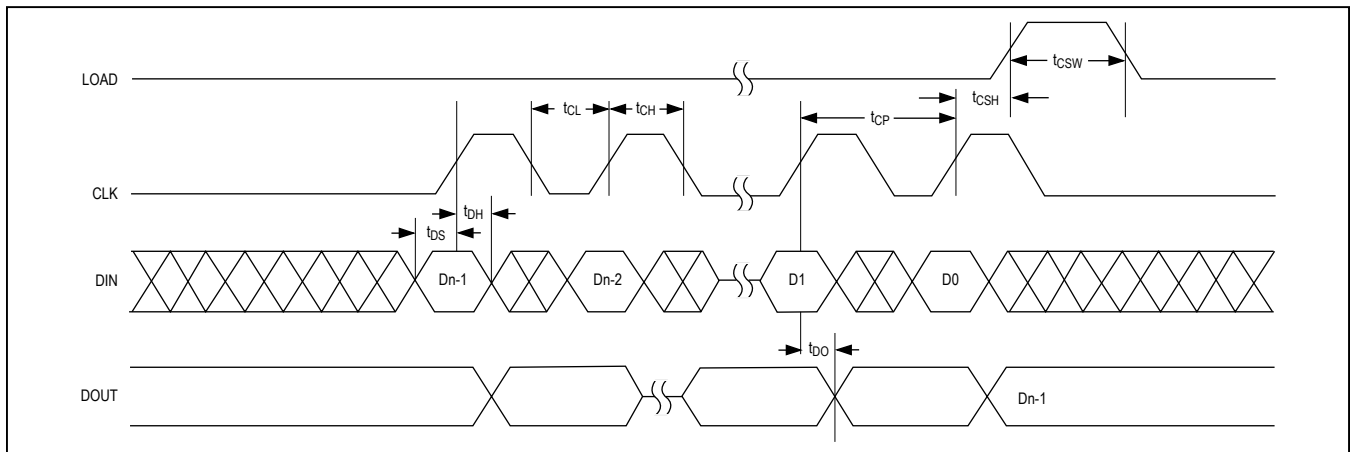 LOAD
tCSW
tCSH
tCL
tCH
tCP
CLK
tDH
tDS
DIN
Dn-1
Dn-2
D1
D0
tDO
DOUT
Dn-1